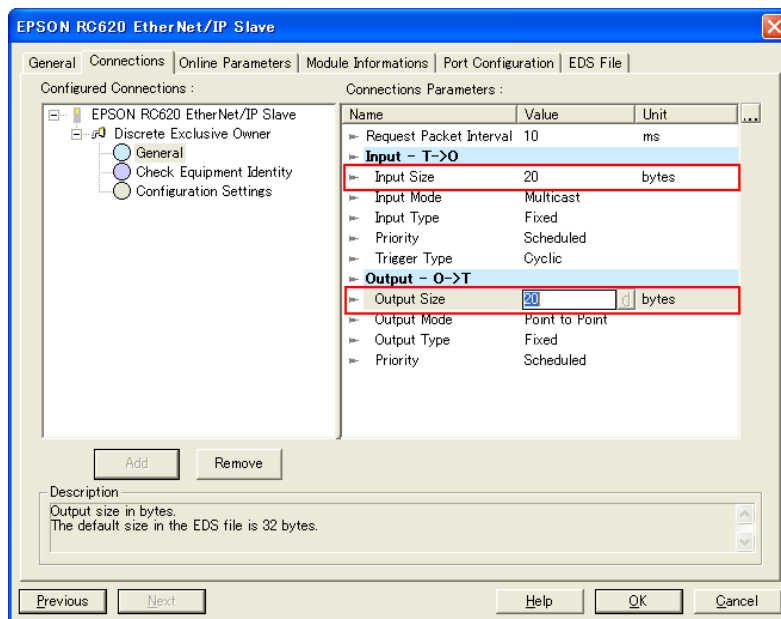 EPSON RC620 EtherNet/IP Slave
General Connections Online Parameters Module Informations Port Configuration EDS File
Configured Connections :
EPSON RC620 EtherNet/IP Slave
Discrete Exclusive Owner
General
Check Equipment Identity
Configuration Settings
Connections Parameters :
Name Value Unit ...
Request Packet Interval 10 ms
Input - T->O
Input Size 20 bytes
Input Mode Multicast
Input Type Fixed
Priority Scheduled
Trigger Type Cyclic
Output - O->T
Output Size 20 d bytes
Output Mode Point to Point
Output Type Fixed
Priority Scheduled
Add Remove
Description
Output size in bytes.
The default size in the EDS file is 32 bytes.
Previous Next Help OK Cancel